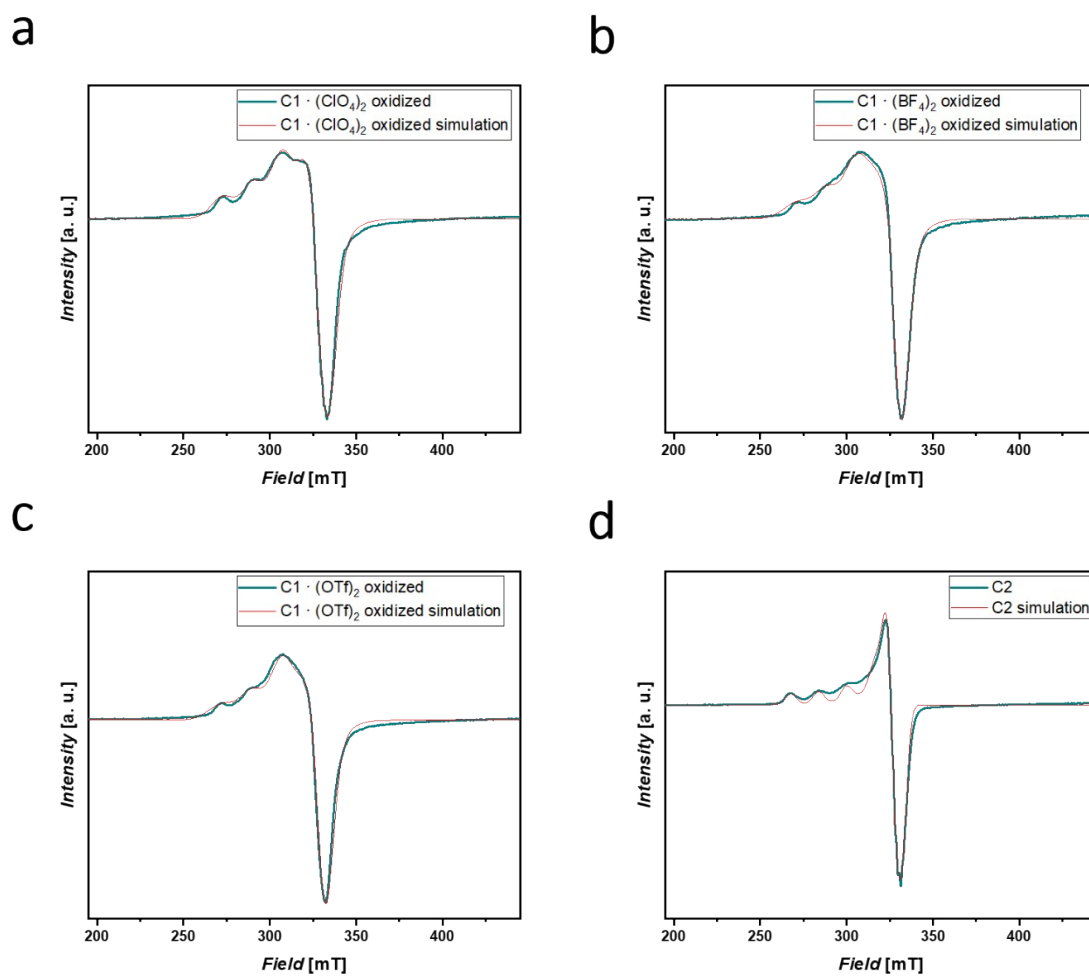 a
C1 · (ClO₄)₂ oxidized
C1 · (ClO₄)₂ oxidized simulation
Intensity [a. u.]
200 250 300 350 400
Field [mT]
b
C1 · (BF₄)₂ oxidized
C1 · (BF₄)₂ oxidized simulation
Intensity [a. u.]
200 250 300 350 400
Field [mT]
c
C1 · (OTf)₂ oxidized
C1 · (OTf)₂ oxidized simulation
Intensity [a. u.]
200 250 300 350 400
Field [mT]
d
C2
C2 simulation
Intensity [a. u.]
200 250 300 350 400
Field [mT]